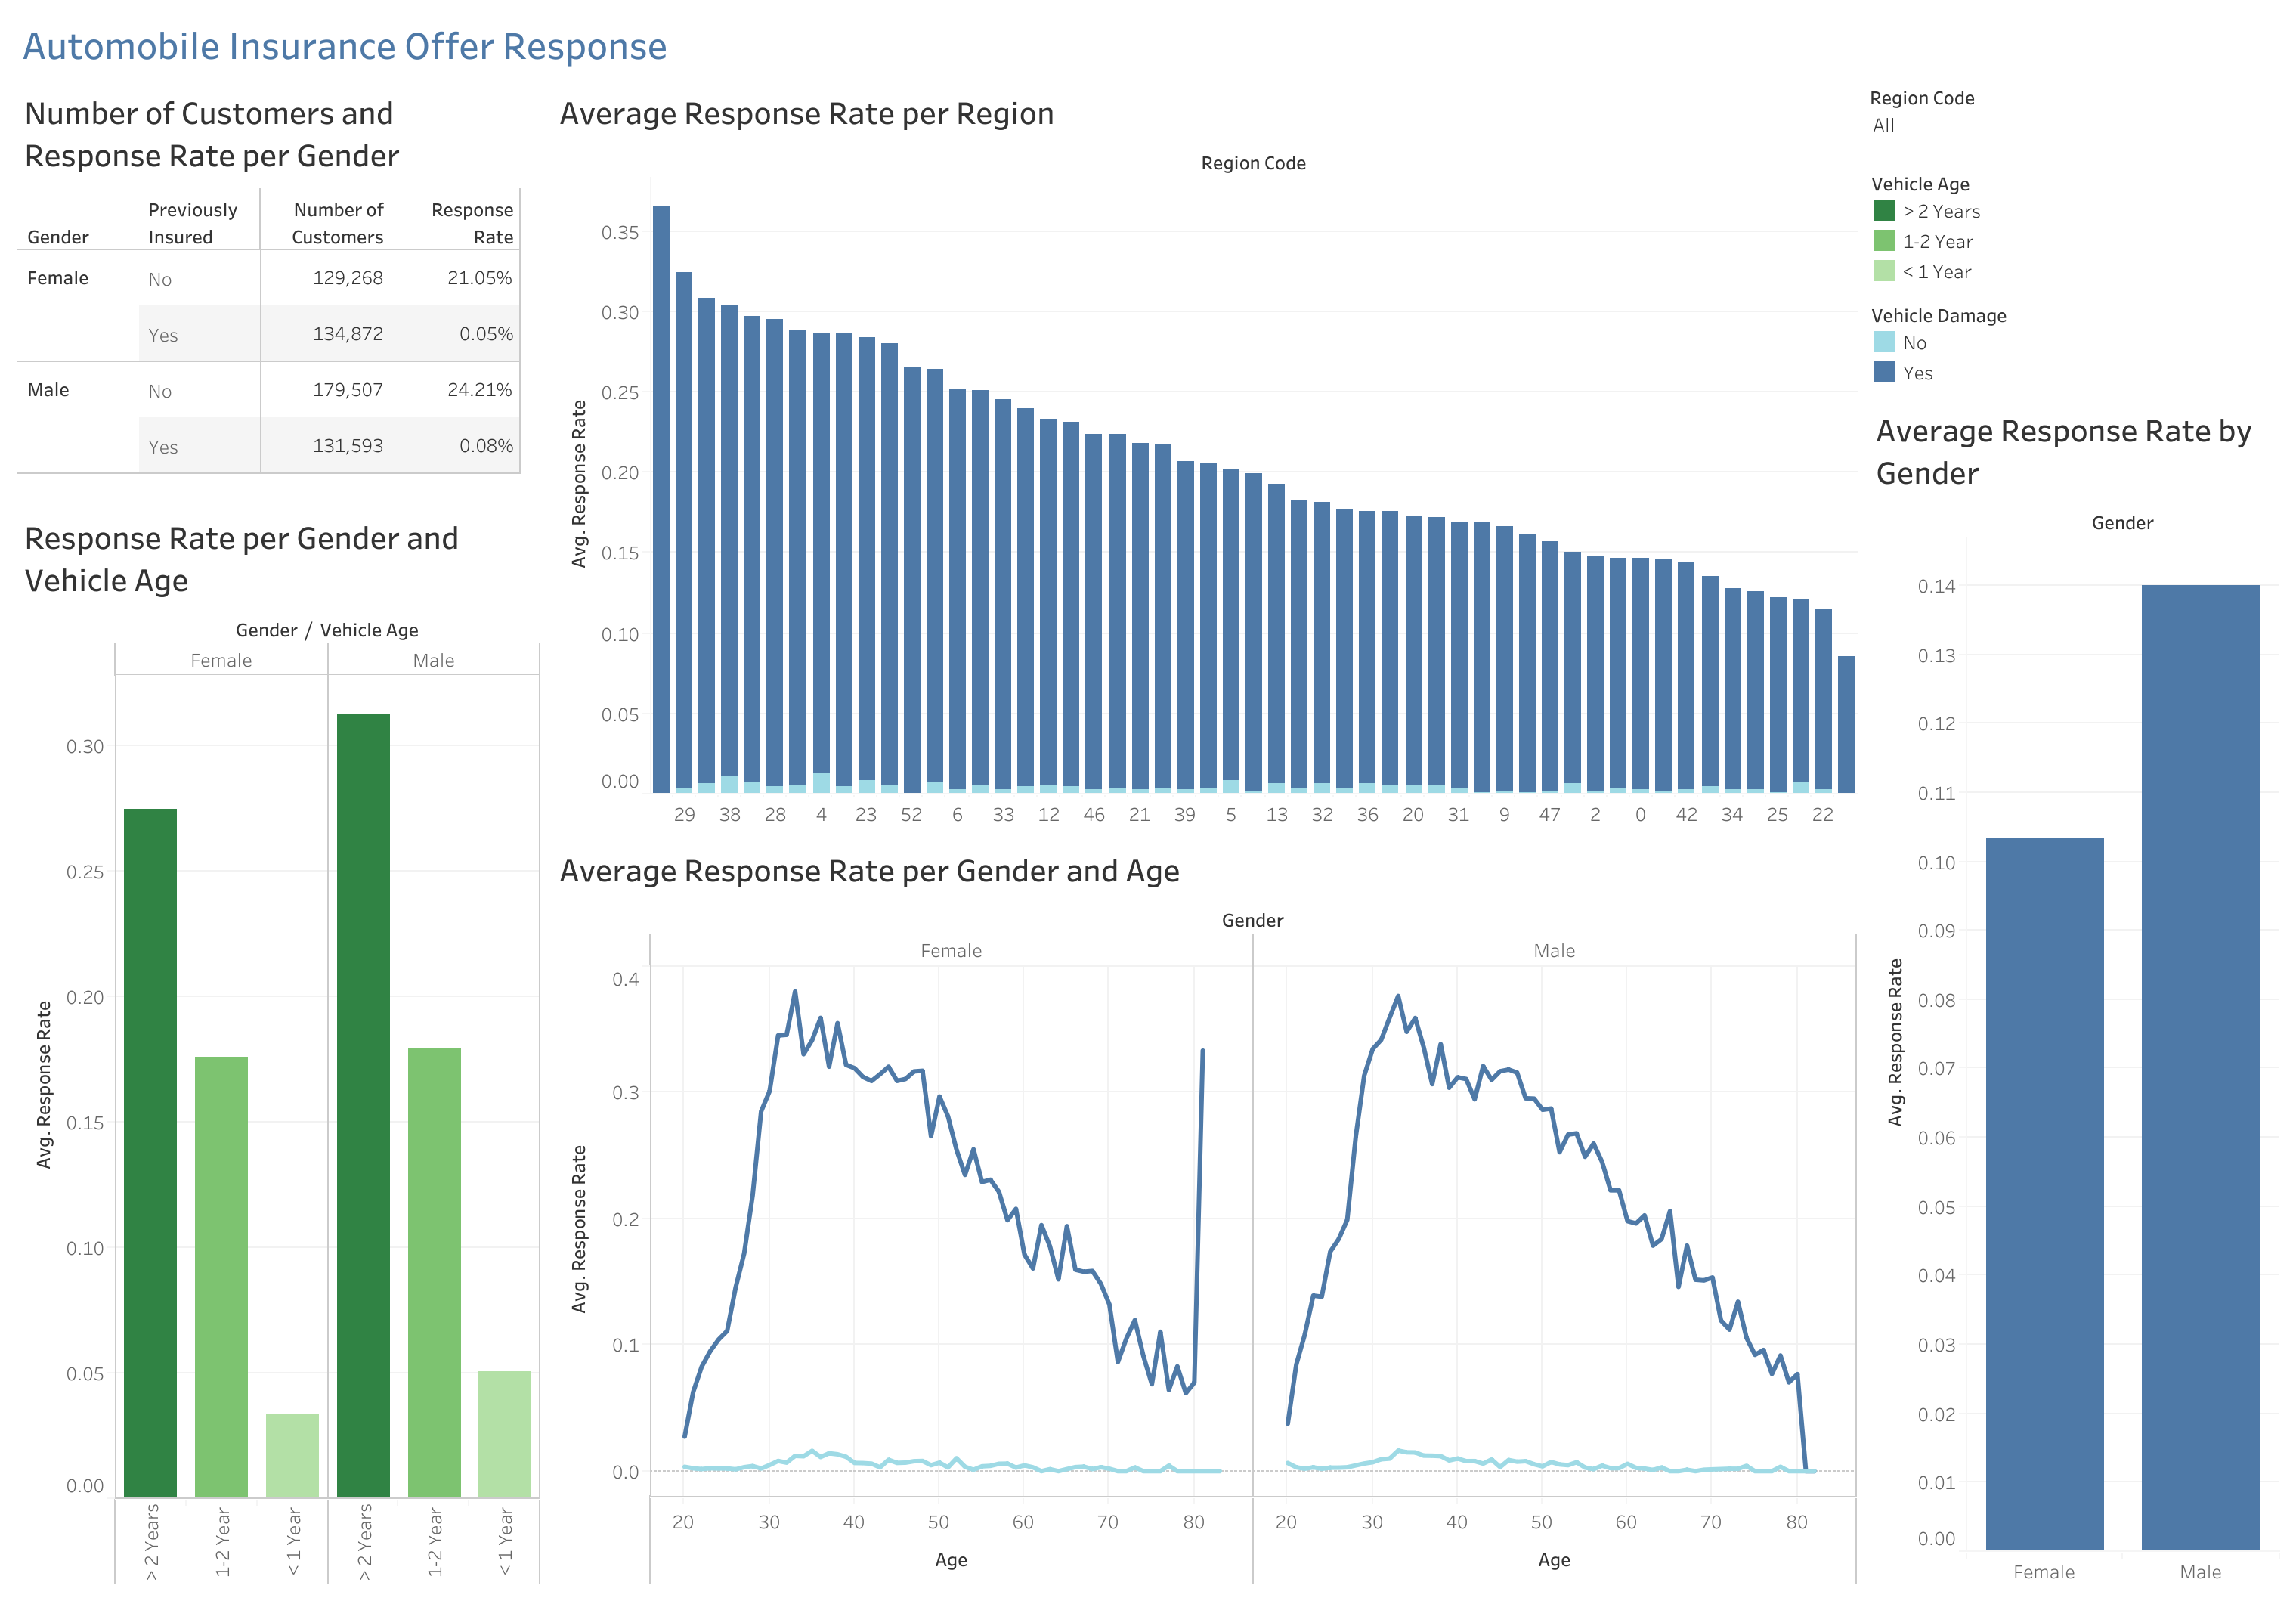 Automobile Insurance Offer Response
Number of Customers and
Response Rate per Gender
Gender Previously Insured Number of Customers Response Rate
Female No 129,268 21.05%
Yes 134,872 0.05%
Male No 179,507 24.21%
Yes 131,593 0.08%
Response Rate per Gender and
Vehicle Age
Gender / Vehicle Age
Female Male
Avg. Response Rate
0.30
0.25
0.20
0.15
0.10
0.05
0.00
> 2 Years 1-2 Year < 1 Year > 2 Years 1-2 Year < 1 Year
Average Response Rate per Region
Region Code
Avg. Response Rate
0.35
0.30
0.25
0.20
0.15
0.10
0.05
0.00
29 38 28 4 23 52 6 33 12 46 21 39 5 13 32 36 20 31 9 47 2 0 42 34 25 22
Average Response Rate per Gender and Age
Gender
Female Male
Avg. Response Rate
0.4
0.3
0.2
0.1
0.0
20 30 40 50 60 70 80 20 30 40 50 60 70 80
Age Age
Region Code
All
Vehicle Age
> 2 Years
1-2 Year
< 1 Year
Vehicle Damage
No
Yes
Average Response Rate by
Gender
Gender
Avg. Response Rate
0.14
0.13
0.12
0.11
0.10
0.09
0.08
0.07
0.06
0.05
0.04
0.03
0.02
0.01
0.00
Female Male